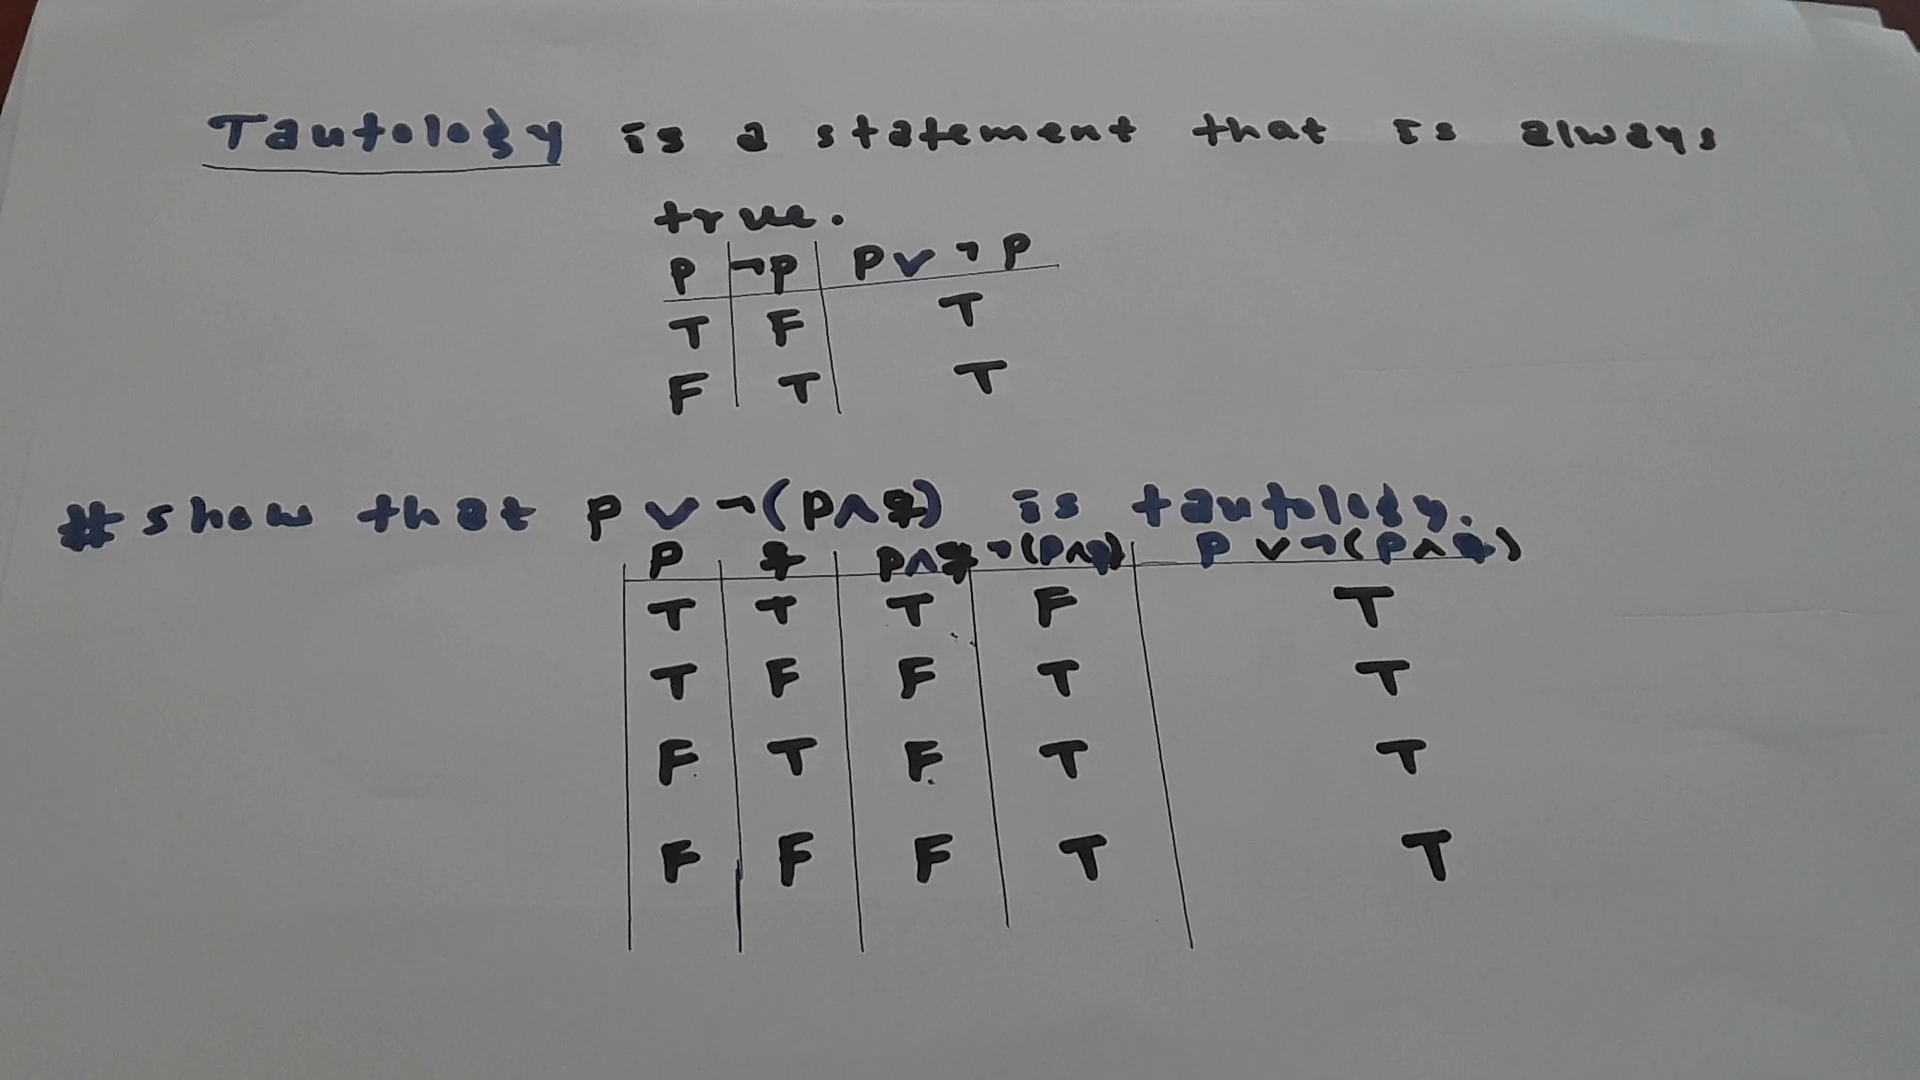 Tautology is a statement that is always
true.
P ¬P P∨¬P
T F T
F T T
# show that P∨¬(P∧q) is tautology.
P q P∧q ¬(P∧q) P∨¬(P∧q)
T T T F T
T F F T T
F T F T T
F F F T T